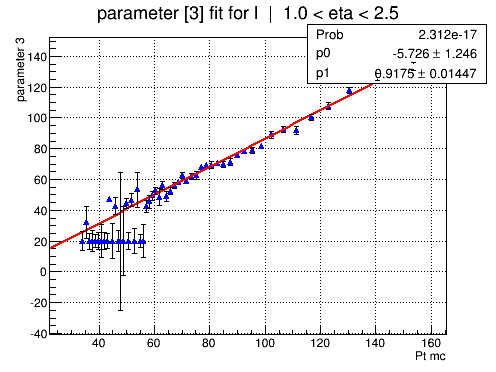 parameter [3] fit for l | 1.0 < eta < 2.5
Prob 2.312e-17
p0 -5.726 ± 1.246
p1 0.9175 ± 0.01447
parameter 3
140
120
100
80
60
40
20
0
-20
-40
40 60 80 100 120 140 160
Pt mc